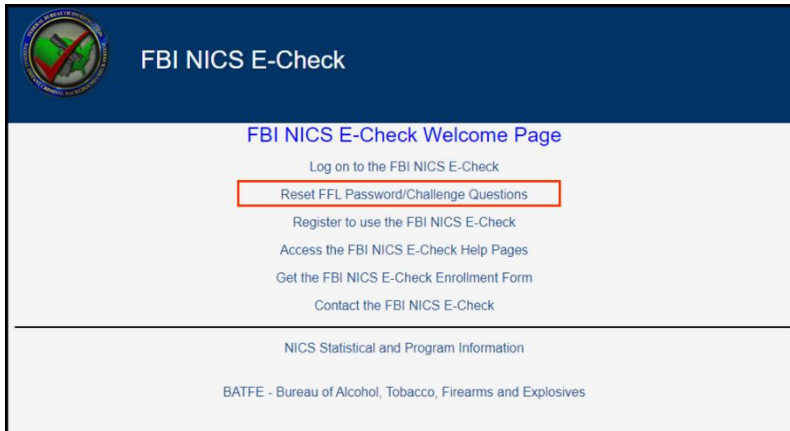 FBI NICS E-Check
FBI NICS E-Check Welcome Page
Log on to the FBI NICS E-Check
Reset FFL Password/Challenge Questions
Register to use the FBI NICS E-Check
Access the FBI NICS E-Check Help Pages
Get the FBI NICS E-Check Enrollment Form
Contact the FBI NICS E-Check
NICS Statistical and Program Information
BATFE - Bureau of Alcohol, Tobacco, Firearms and Explosives